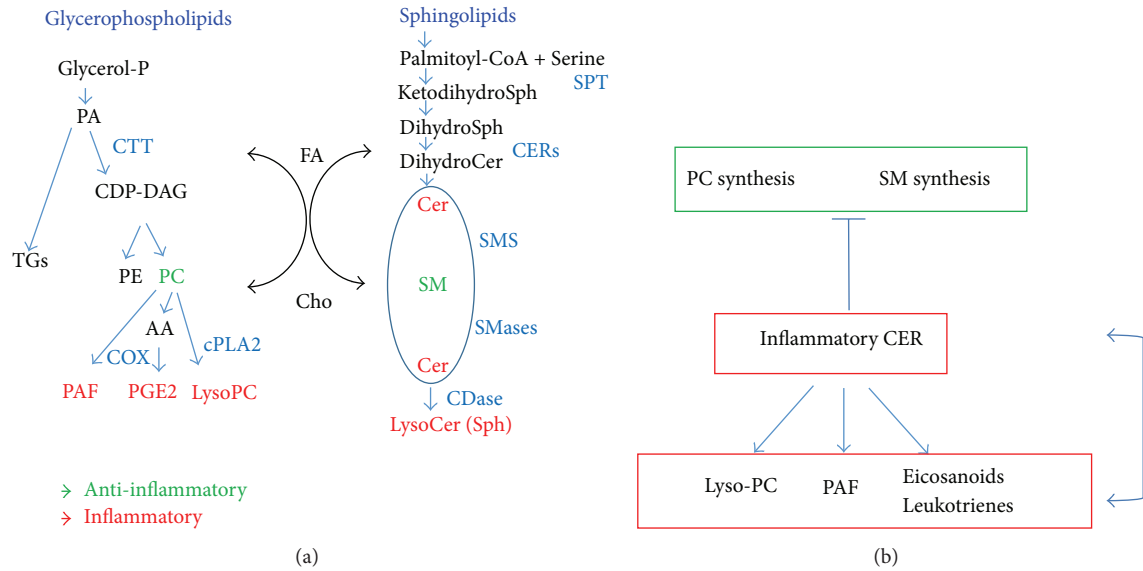 Glycerophospholipids
Glycerol-P
PA
CTT
CDP-DAG
TGs
PE PC
AA
COX
cPLA2
PAF PGE2 LysoPC
FA
Cho
Sphingolipids
Palmitoyl-CoA + Serine
SPT
KetodihydroSph
DihydroSph
CERs
DihydroCer
Cer
SMS
SM
SMases
Cer
CDase
LysoCer (Sph)
Anti-inflammatory
Inflammatory
(a)
PC synthesis SM synthesis
Inflammatory CER
Lyso-PC PAF Eicosanoids
Leukotrienes
(b)